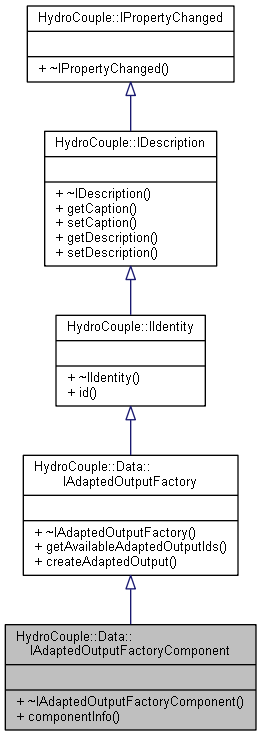 HydroCouple::IPropertyChanged
+ ~IPropertyChanged()
HydroCouple::IDescription
+ ~IDescription()
+ getCaption()
+ setCaption()
+ getDescription()
+ setDescription()
HydroCouple::IIdentity
+ ~IIdentity()
+ id()
HydroCouple::Data::
IAdaptedOutputFactory
+ ~IAdaptedOutputFactory()
+ getAvailableAdaptedOutputIds()
+ createAdaptedOutput()
HydroCouple::Data::
IAdaptedOutputFactoryComponent
+ ~IAdaptedOutputFactoryComponent()
+ componentInfo()